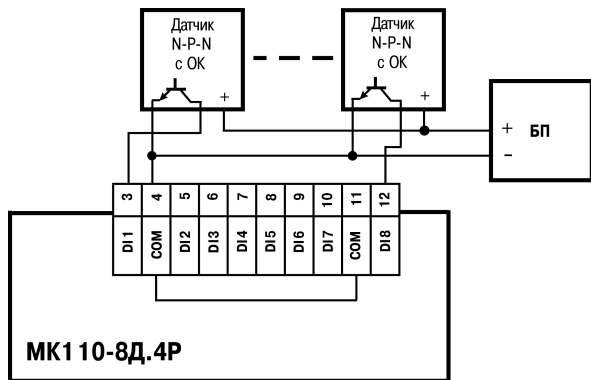 Датчик
N-P-N
с ОК
+
Датчик
N-P-N
с ОК
+
+ БП
-
3 4 5 6 7 8 9 10 11 12
DI1 COM DI2 DI3 DI4 DI5 DI6 DI7 COM DI8
МК110-8Д.4Р